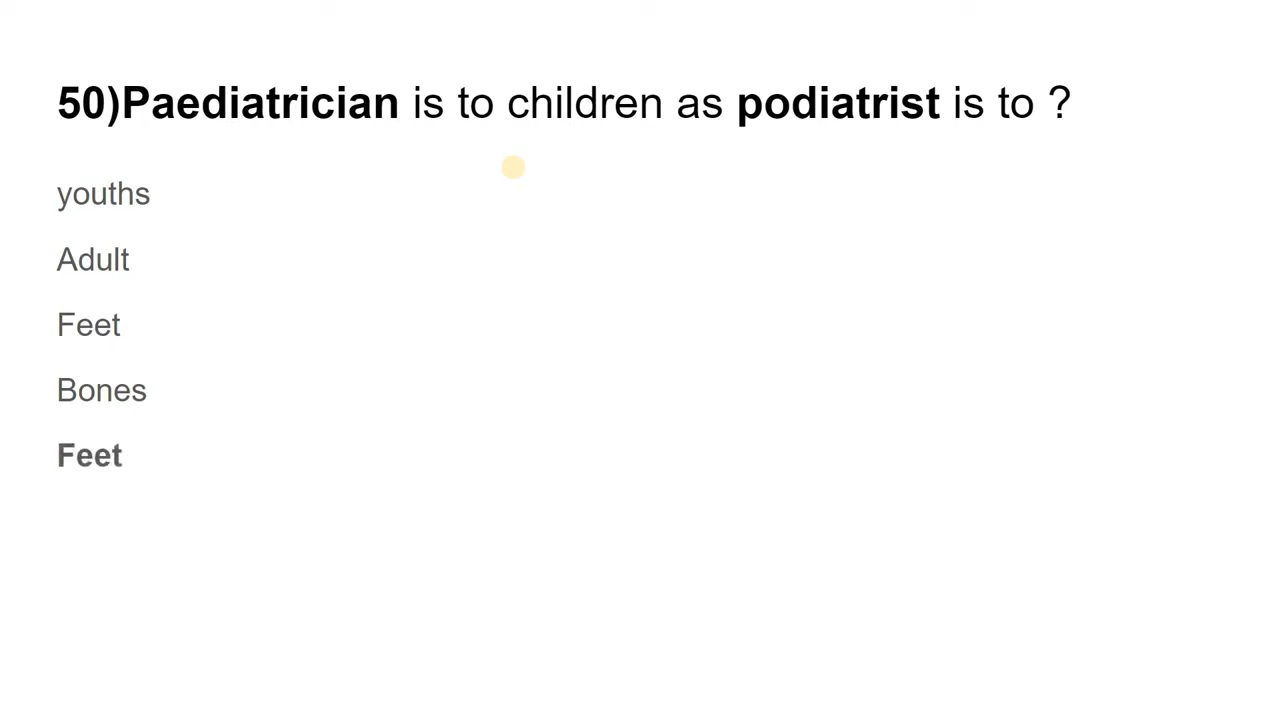 50)Paediatrician is to children as podiatrist is to ?
youths
Adult
Feet
Bones
Feet